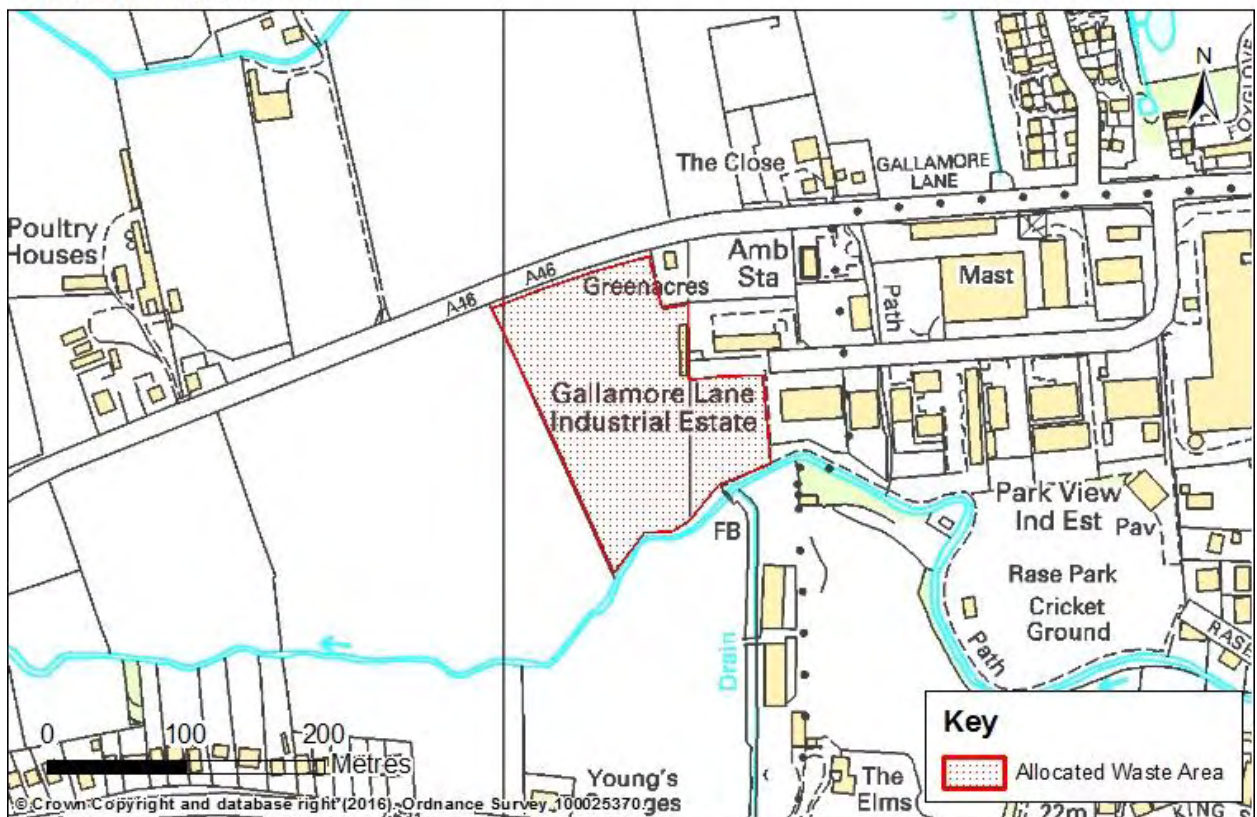 N
FOXGLOVE
The Close
GALLAMORE
LANE
Poultry
Houses
A46
A46
Greenacres
Amb
Sta
Path
Mast
Gallamore Lane
Industrial Estate
FB
Park View
Ind Est
Pav
Rase Park
Cricket
Ground
Path
RASE
Drain
0 100 200
Metres
Young's
The
Elms
22m
Key
Allocated Waste Area
© Crown Copyright and database right (2016). Ordnance Survey 100025370.